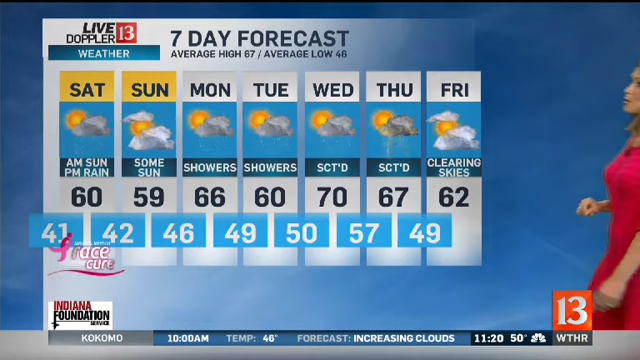 LIVE
DOPPLER 13
WEATHER
7 DAY FORECAST
AVERAGE HIGH 67 / AVERAGE LOW 46
SAT SUN MON TUE WED THU FRI
AM SUN PM RAIN
SOME SUN
SHOWERS
SHOWERS
SCT'D
SCT'D
CLEARING SKIES
60 59 66 60 70 67 62
41 42 46 49 50 57 49
race
cure
INDIANA
FOUNDATION
SERVICE
13
KOKOMO 10:00AM TEMP: 46° FORECAST: INCREASING CLOUDS 11:20 50° WTHR